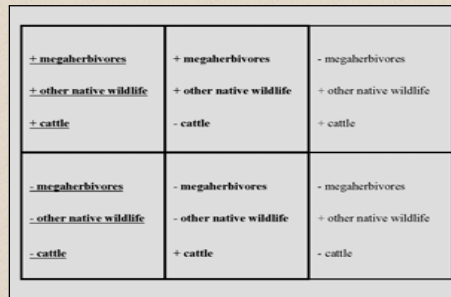 + megaherbivores
+ other native wildlife
+ cattle
+ megaherbivores
+ other native wildlife
- cattle
- megaherbivores
+ other native wildlife
+ cattle
- megaherbivores
- other native wildlife
- cattle
- megaherbivores
- other native wildlife
+ cattle
- megaherbivores
+ other native wildlife
- cattle